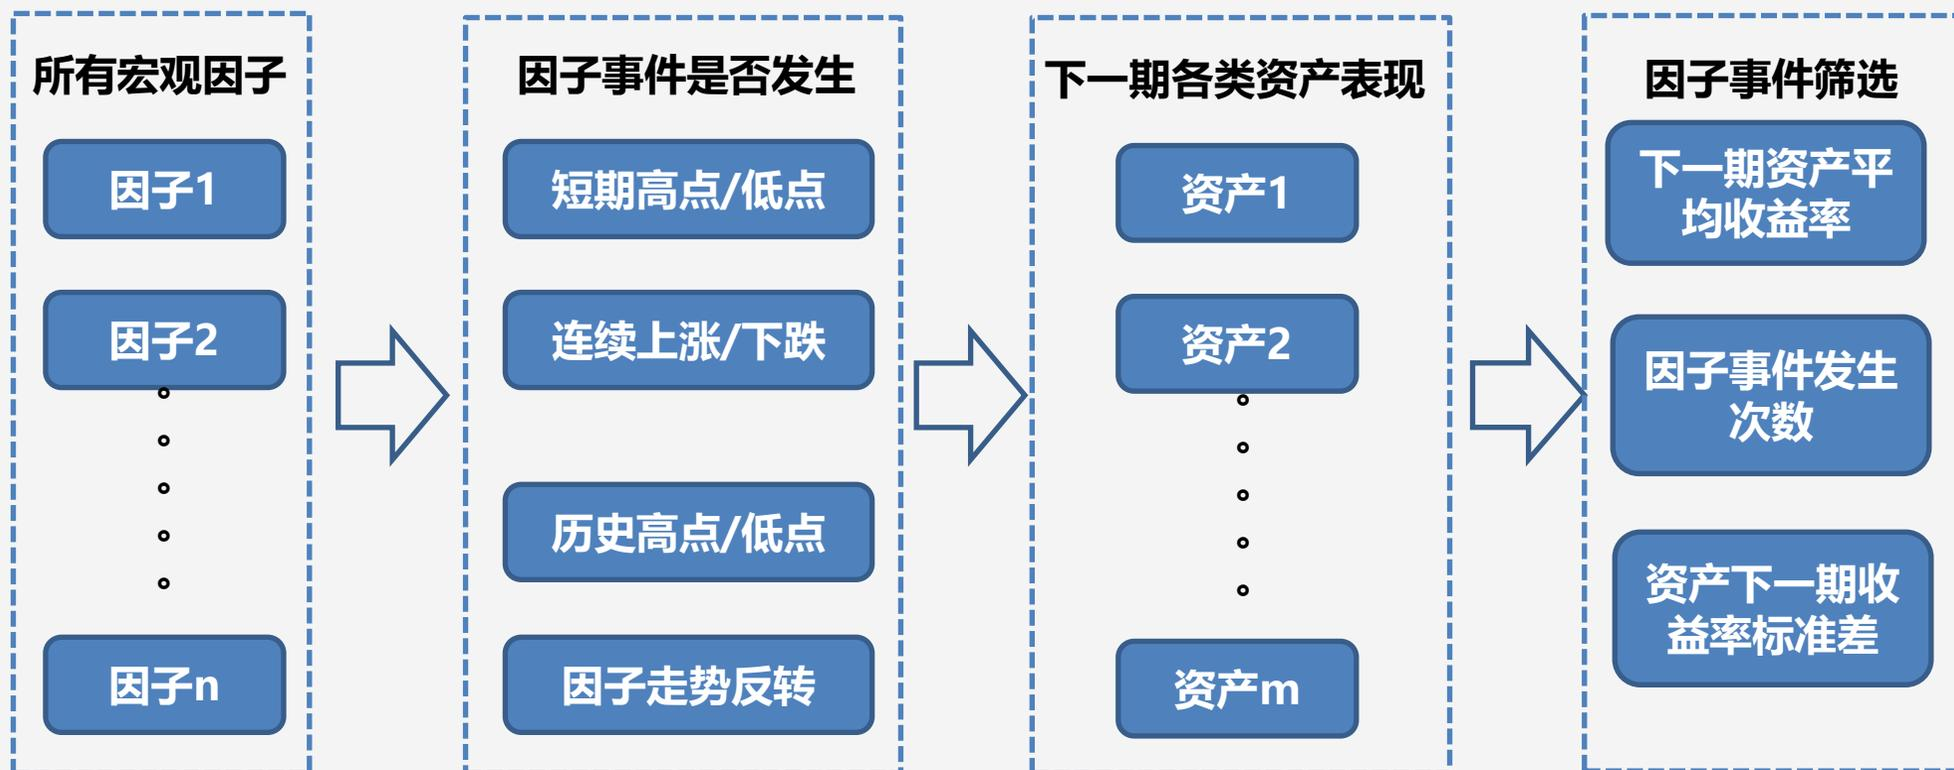 所有宏观因子
因子1
因子2
因子n
因子事件是否发生
短期高点/低点
连续上涨/下跌
历史高点/低点
因子走势反转
下一期各类资产表现
资产1
资产2
资产m
因子事件筛选
下一期资产平
均收益率
因子事件发生
次数
资产下一期收
益率标准差